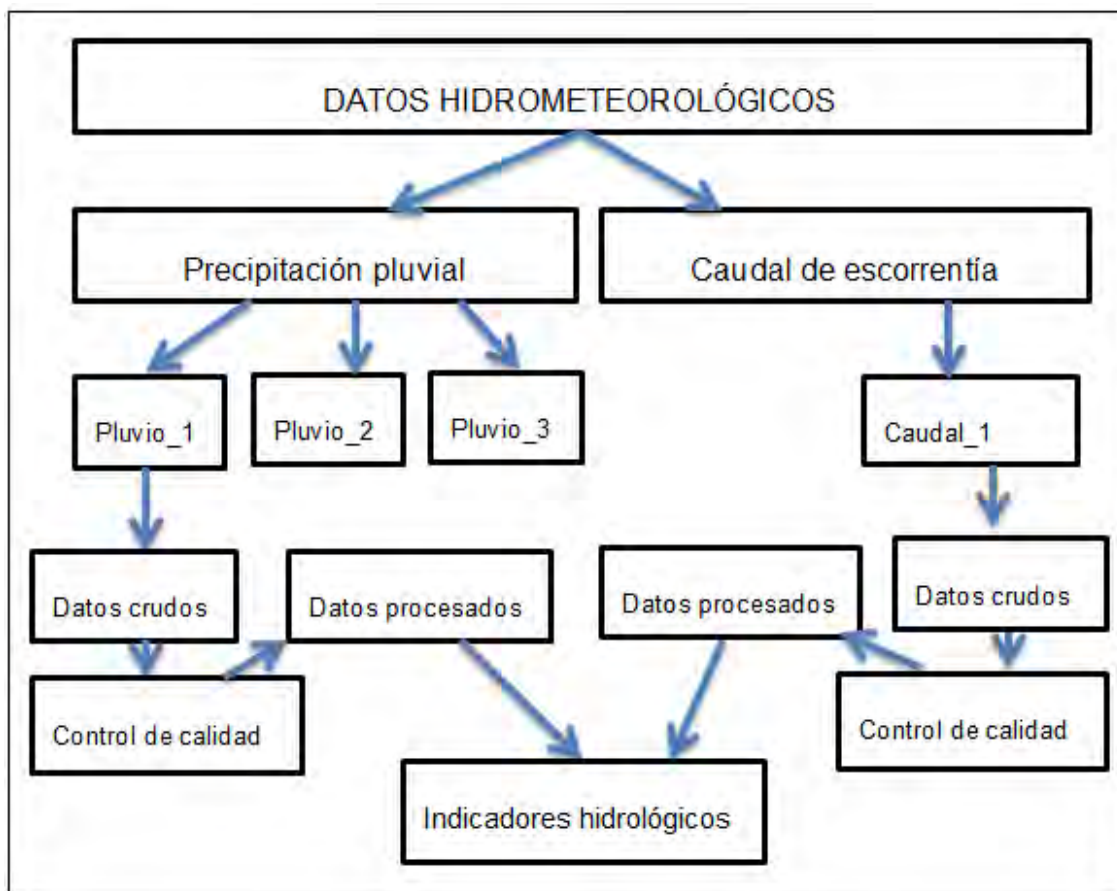 DATOS HIDROMETEOROLÓGICOS
Precipitación pluvial
Caudal de escorrentía
Pluvio_1
Pluvio_2
Pluvio_3
Caudal_1
Datos crudos
Datos procesados
Datos procesados
Datos crudos
Control de calidad
Control de calidad
Indicadores hidrológicos